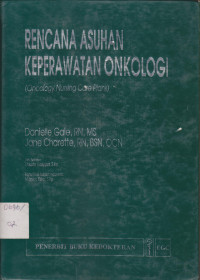 RENCANA ASUHAN
KEPERAWATAN ONKOLOGI
(Oncology Nursing Care Plans)
Danielle Gale, RN, MS
Jane Charette, RN, BSN, OCN
PENERBIT BUKU KEDOKTERAN
EGC